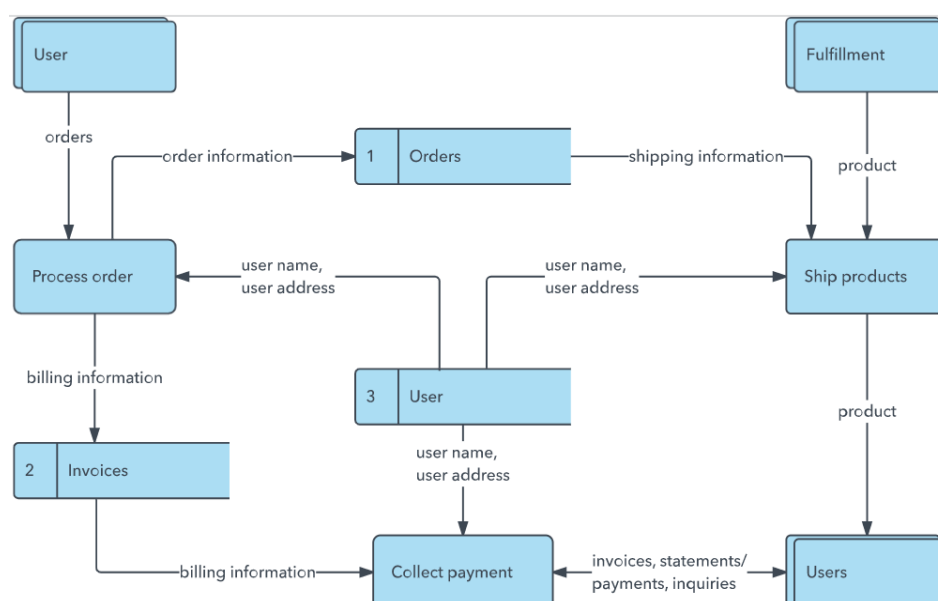 User
Fulfillment
orders
order information
1
Orders
shipping information
product
Process order
user name,
user address
user name,
user address
Ship products
billing information
3
User
product
user name,
user address
2
Invoices
billing information
Collect payment
invoices, statements/
payments, inquiries
Users